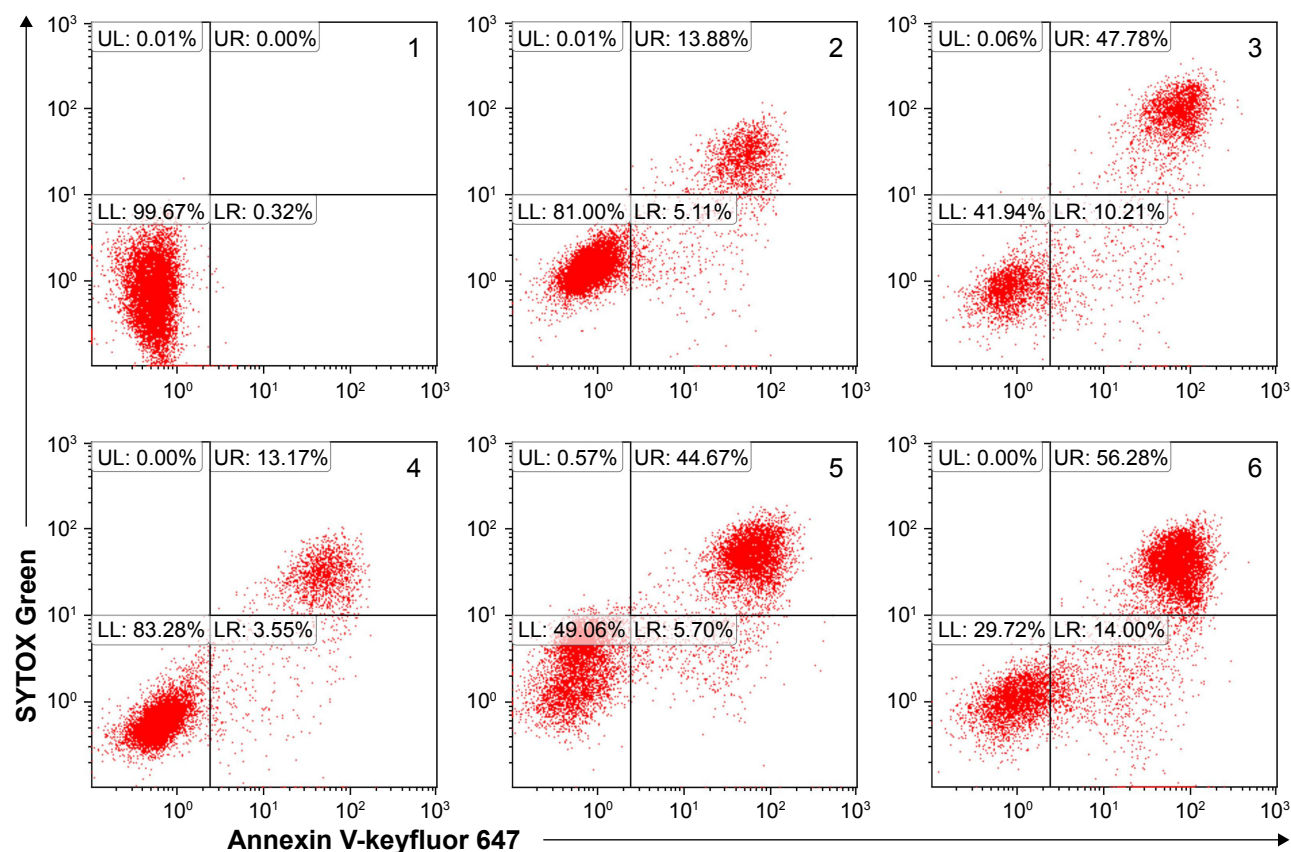 UL: 0.01% UR: 0.00% 1
LL: 99.67% LR: 0.32%
10³
10²
10¹
10⁰
10⁰ 10¹ 10² 10³
UL: 0.01% UR: 13.88% 2
LL: 81.00% LR: 5.11%
10³
10²
10¹
10⁰
10⁰ 10¹ 10² 10³
UL: 0.06% UR: 47.78% 3
LL: 41.94% LR: 10.21%
10³
10²
10¹
10⁰
10⁰ 10¹ 10² 10³
UL: 0.00% UR: 13.17% 4
LL: 83.28% LR: 3.55%
10³
10²
10¹
10⁰
10⁰ 10¹ 10² 10³
UL: 0.57% UR: 44.67% 5
LL: 49.06% LR: 5.70%
10³
10²
10¹
10⁰
10⁰ 10¹ 10² 10³
UL: 0.00% UR: 56.28% 6
LL: 29.72% LR: 14.00%
10³
10²
10¹
10⁰
10⁰ 10¹ 10² 10³
SYTOX Green
Annexin V-keyfluor 647